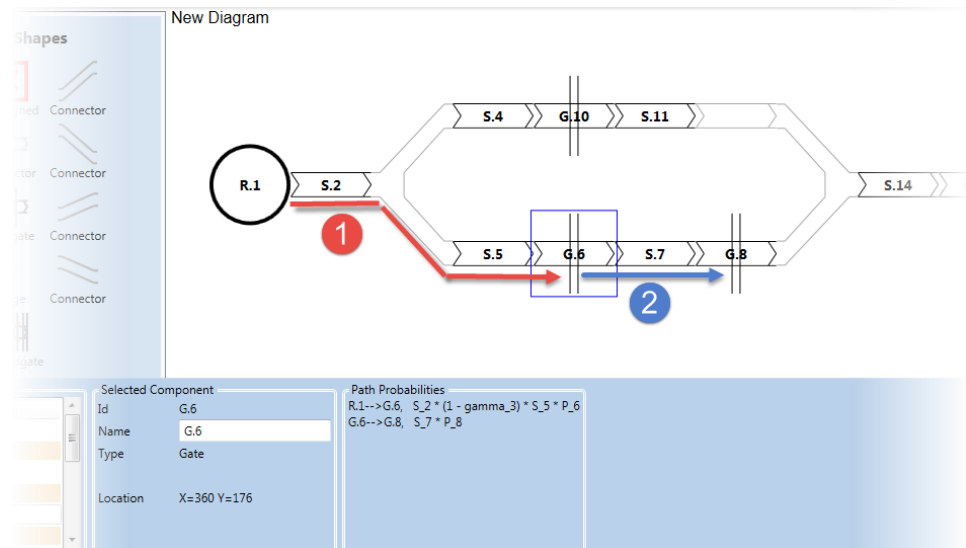 New Diagram
Shapes
Connector
Connector
Connector
Connector
S.4
G.10
S.11
R.1
S.2
S.14
1
S.5
G.6
S.7
G.8
2
Selected Component
Id G.6
Name G.6
Type Gate
Location X=360 Y=176
Path Probabilities
R.1-->G.6, S_2 * (1 - gamma_3) * S_5 * P_6
G.6-->G.8, S_7 * P_8